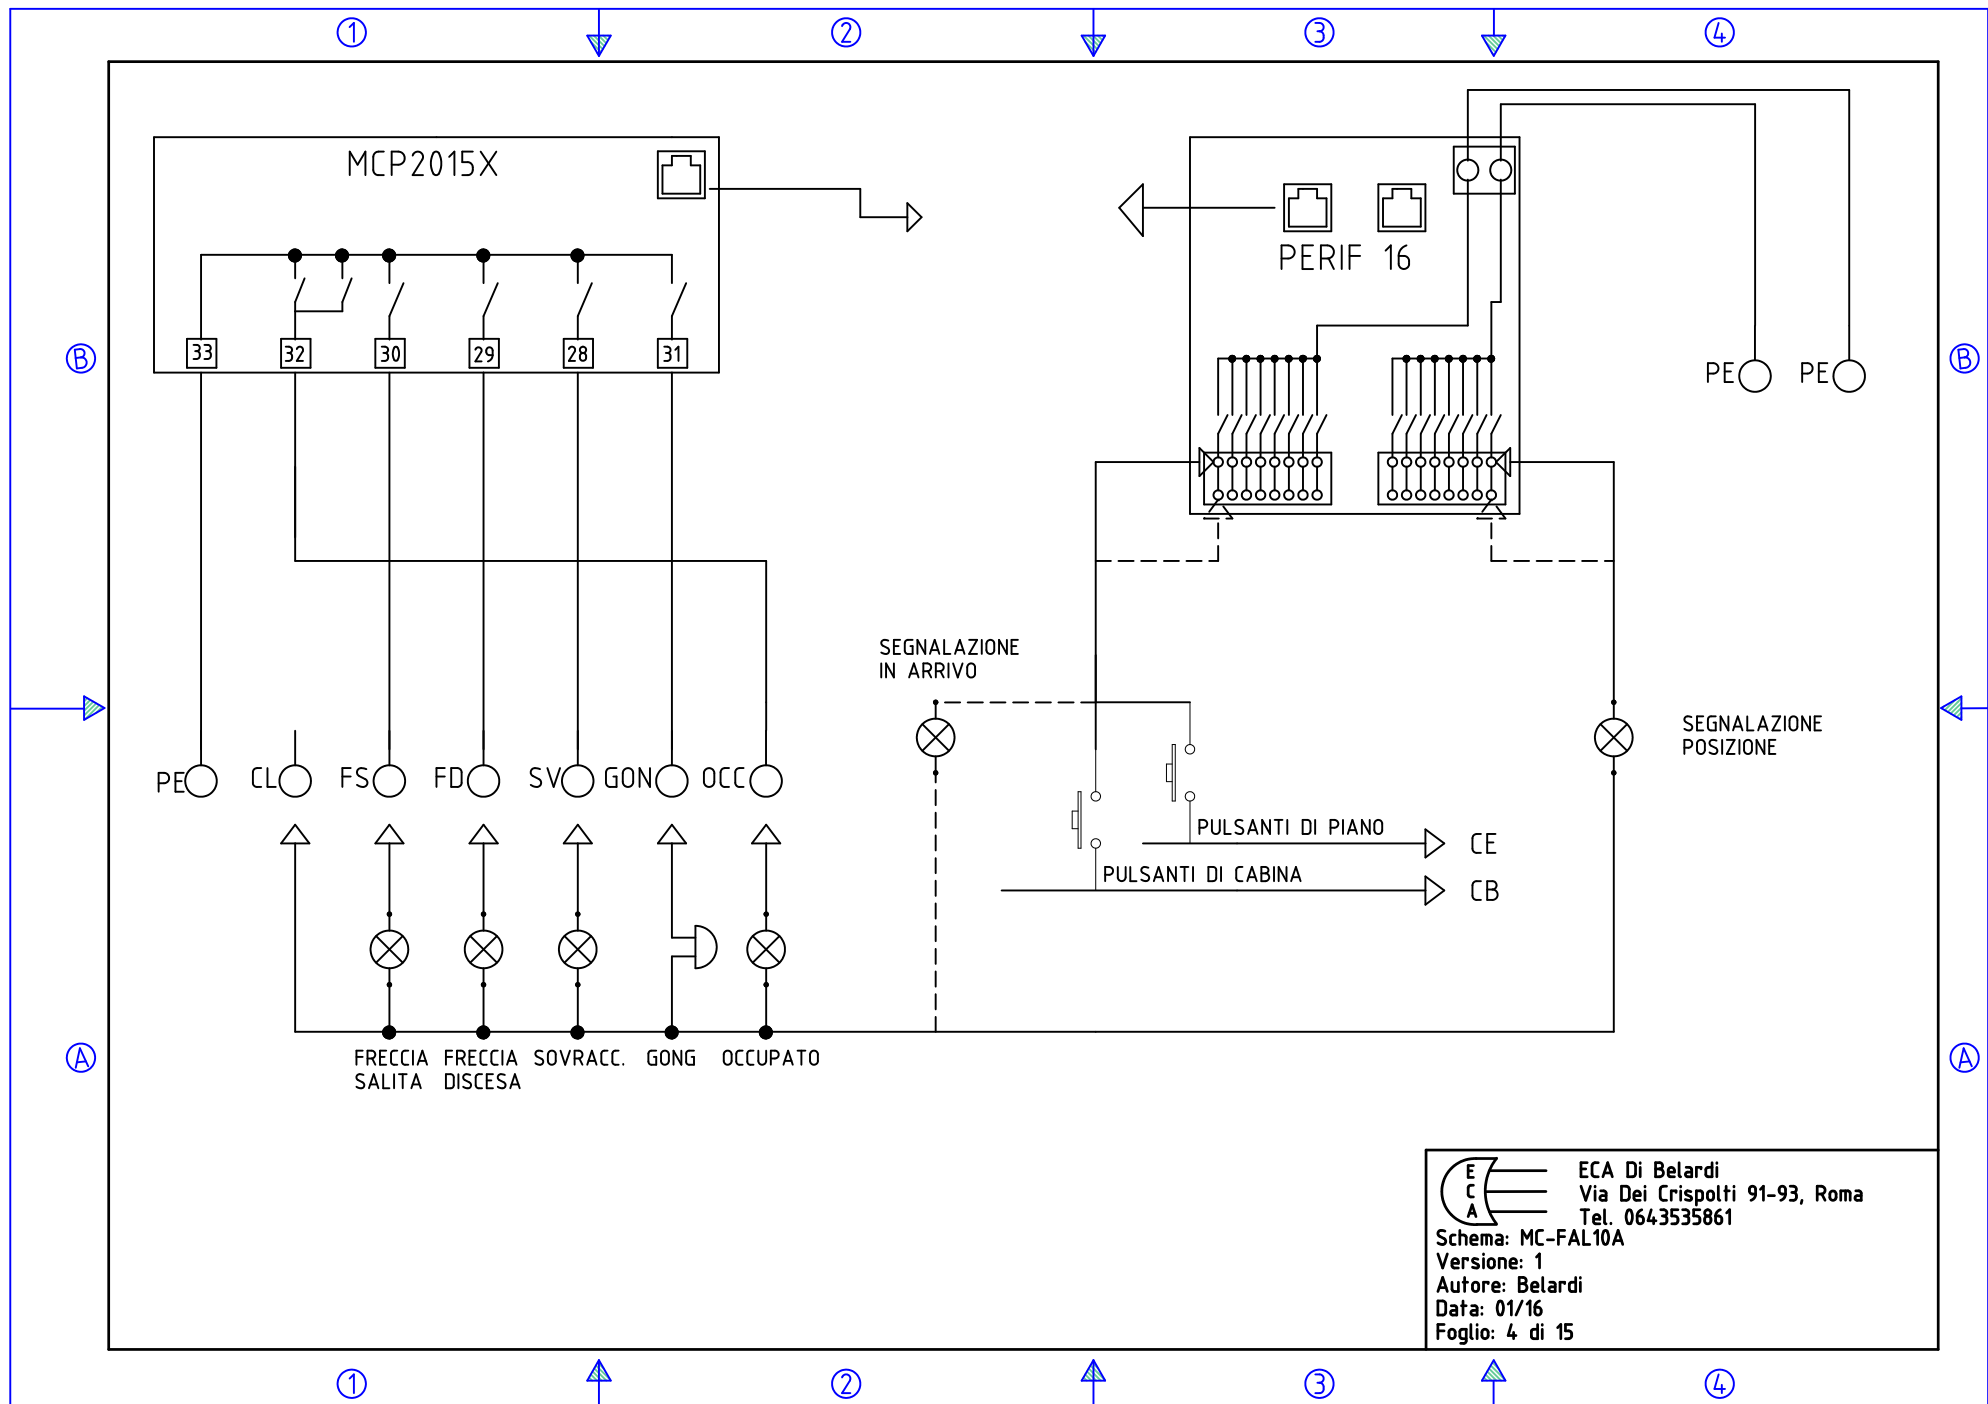 1 2 3 4
MCP2015X
PERIF 16
33 32 30 29 28 31
B B
PE PE
SEGNALAZIONE
IN ARRIVO
SEGNALAZIONE
POSIZIONE
PE CL FS FD SV GON OCC
PULSANTI DI PIANO CE
PULSANTI DI CABINA CB
A A
FRECCIA
SALITA
FRECCIA
DISCESA
SOVRACC.
GONG
OCCUPATO
E
C
A
ECA Di Belardi
Via Dei Crispolti 91-93, Roma
Tel. 0643535861
Schema: MC-FAL10A
Versione: 1
Autore: Belardi
Data: 01/16
Foglio: 4 di 15
1 2 3 4